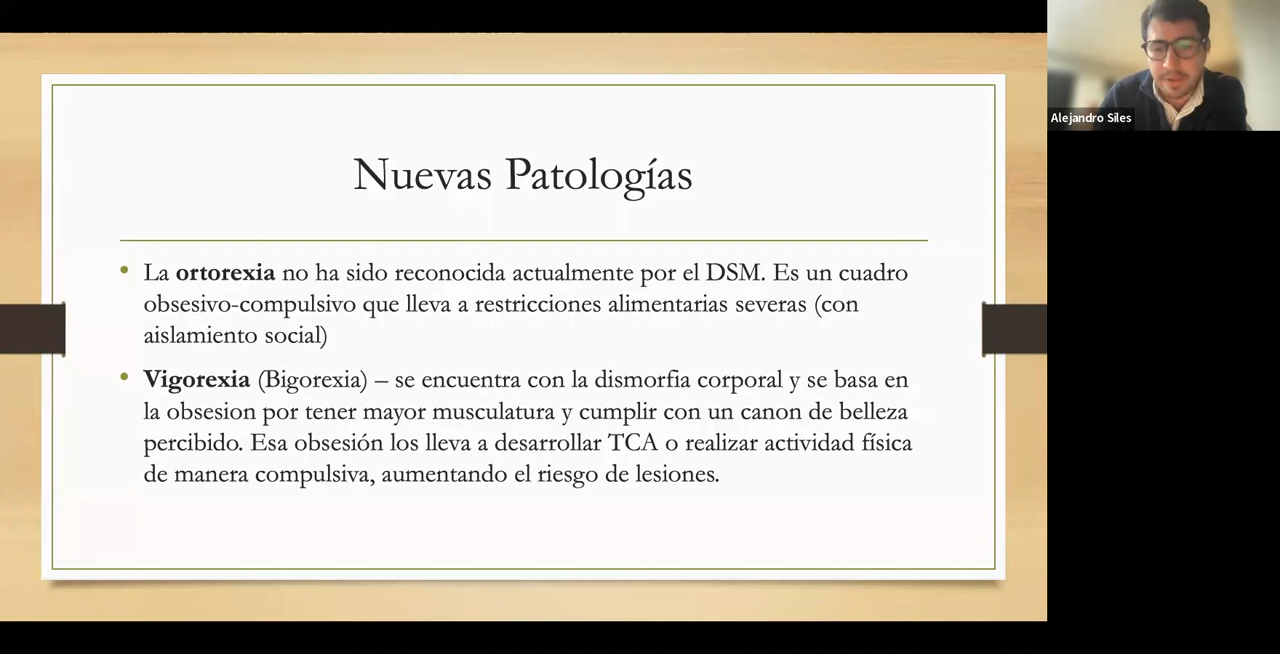 Nuevas Patologías
• La ortorexia no ha sido reconocida actualmente por el DSM. Es un cuadro
obsesivo-compulsivo que lleva a restricciones alimentarias severas (con
aislamiento social)
• Vigorexia (Bigorexia) – se encuentra con la dismorfia corporal y se basa en
la obsesion por tener mayor musculatura y cumplir con un canon de belleza
percibido. Esa obsesión los lleva a desarrollar TCA o realizar actividad física
de manera compulsiva, aumentando el riesgo de lesiones.
Alejandro Siles